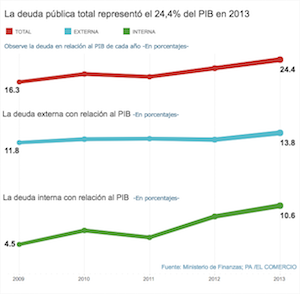 La deuda pública total representó el 24,4% del PIB en 2013
TOTAL EXTERNA INTERNA
Observe la deuda en relación al PIB de cada año -En porcentajes-
24.4
16.3
La deuda externa con relación al PIB -En porcentajes-
11.8
13.8
La deuda interna con relación al PIB -En porcentajes-
10.6
4.5
2009 2010 2011 2012 2013
Fuente: Ministerio de Finanzas; PA /EL COMERCIO